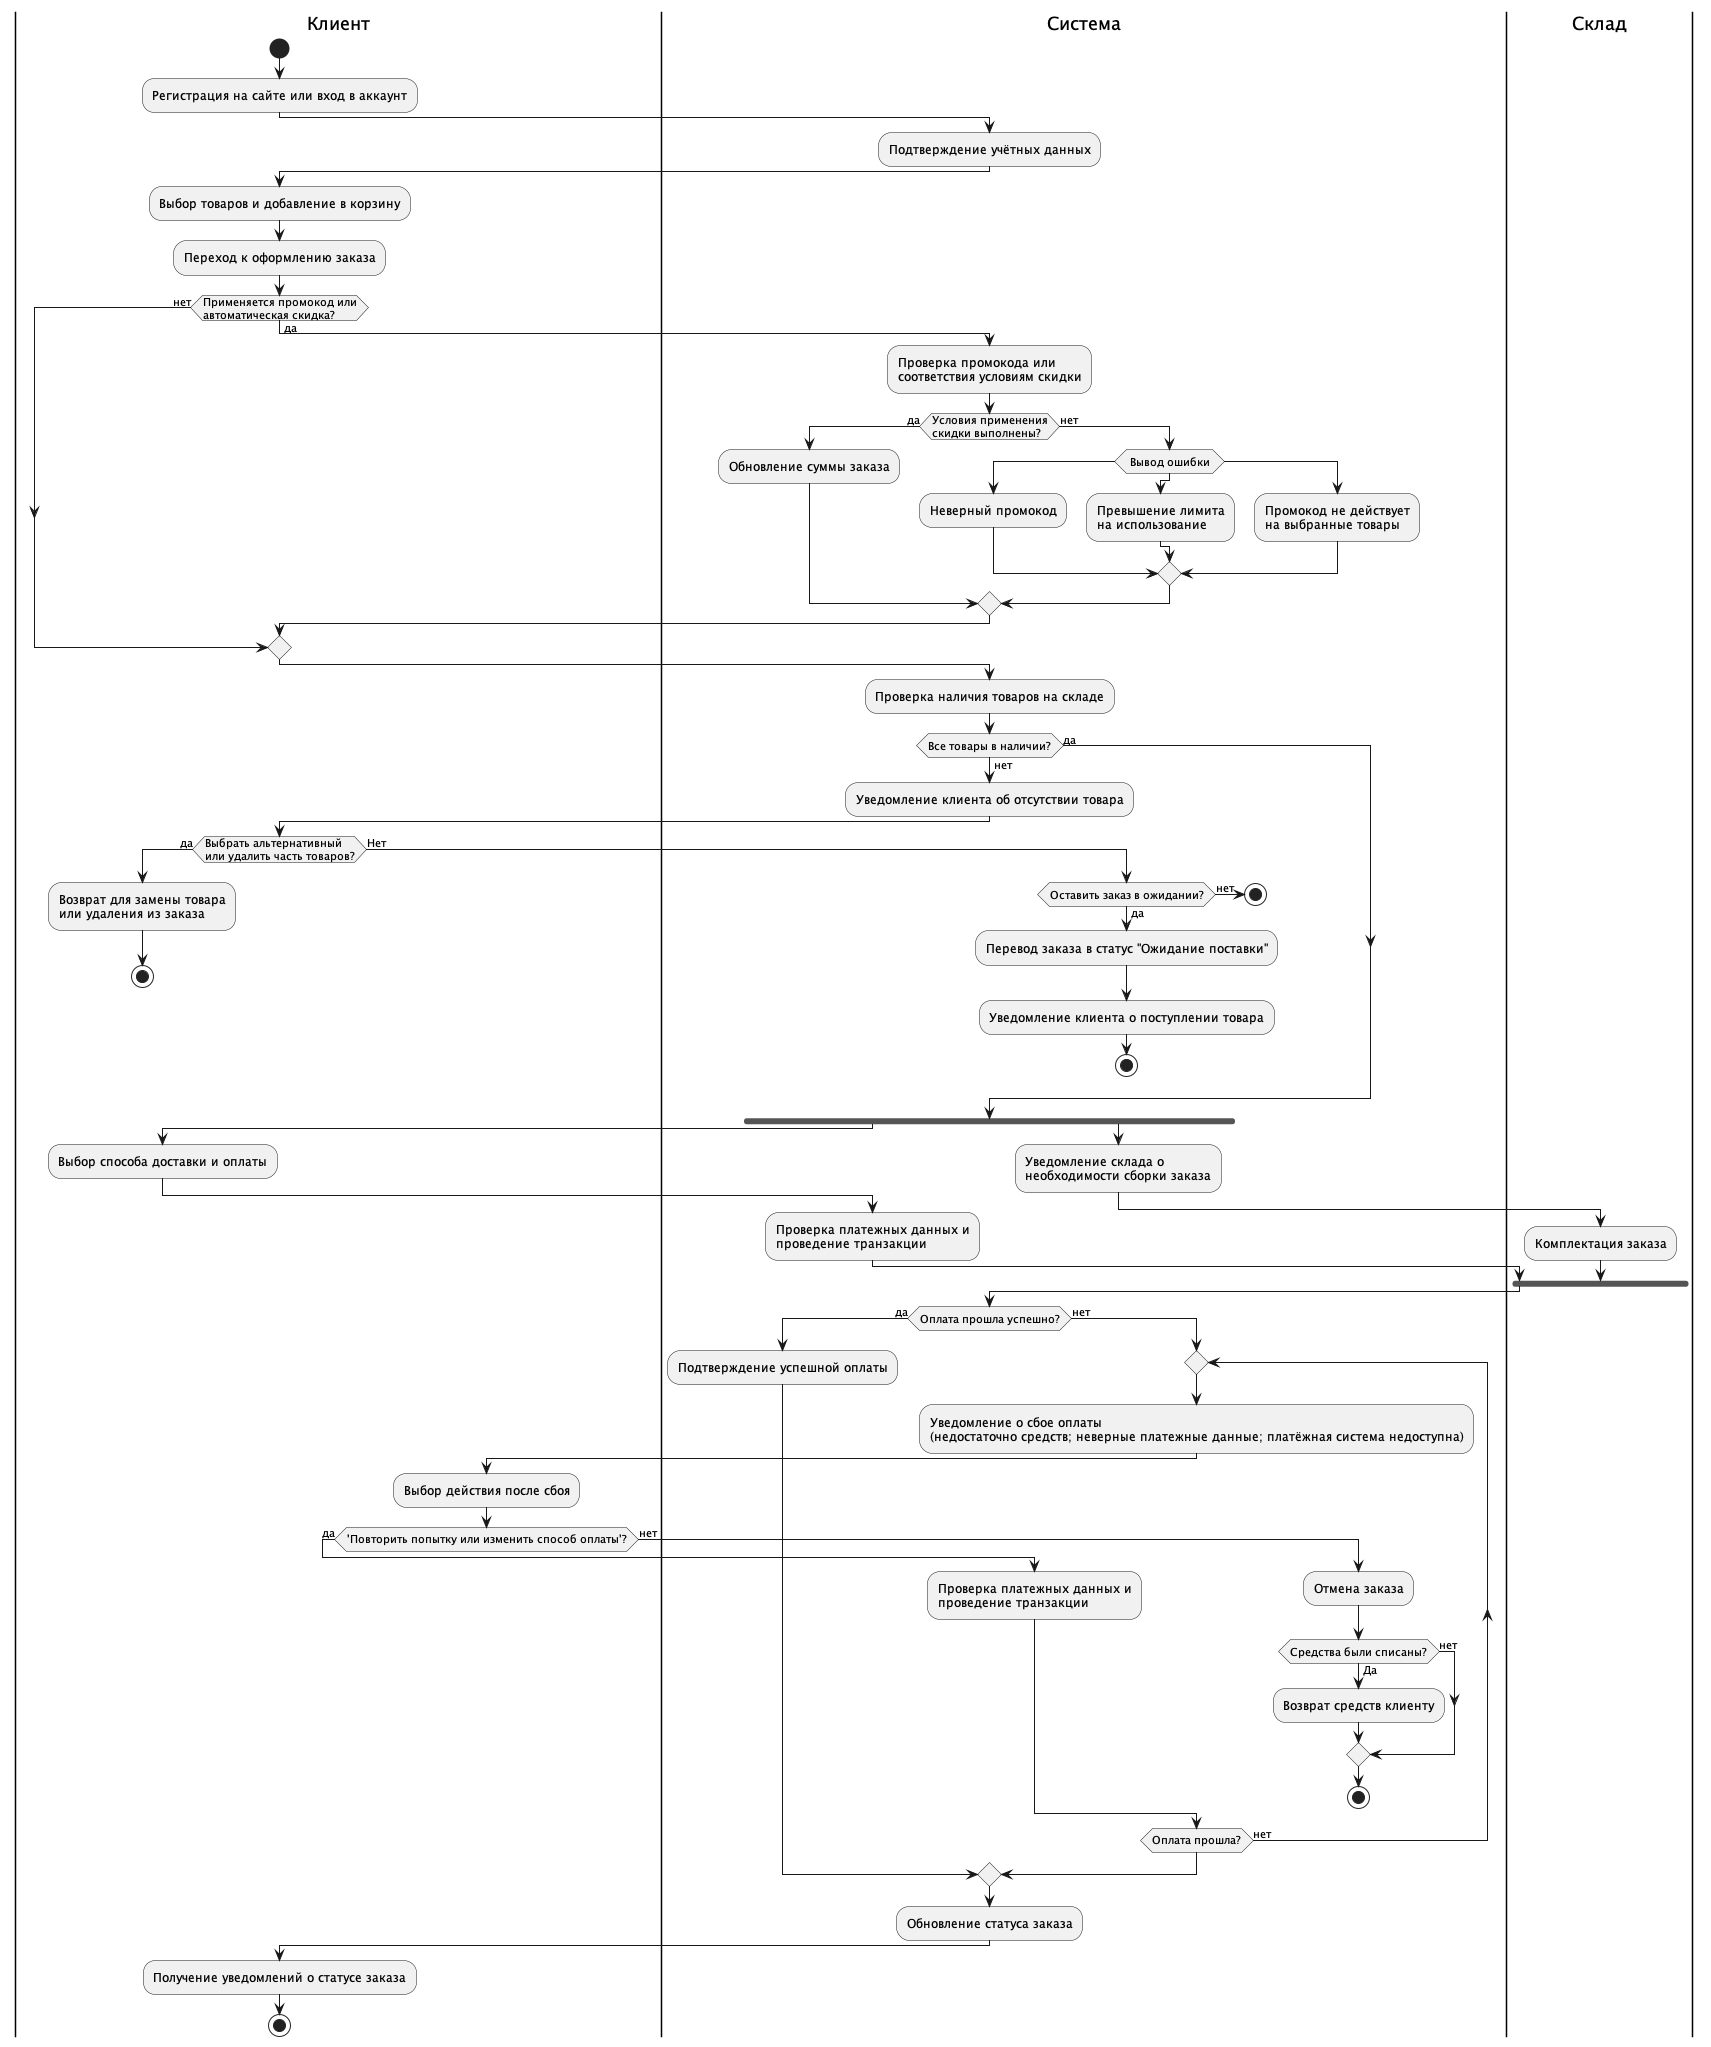 Клиент
Система
Склад
Регистрация на сайте или вход в аккаунт
Подтверждение учётных данных
Выбор товаров и добавление в корзину
Переход к оформлению заказа
нет
Применяется промокод или
автоматическая скидка?
да
Проверка промокода или
соответствия условиям скидки
да
Условия применения
скидки выполнены?
нет
Обновление суммы заказа
Вывод ошибки
Неверный промокод
Превышение лимита
на использование
Промокод не действует
на выбранные товары
Проверка наличия товаров на складе
Все товары в наличии?
да
нет
Уведомление клиента об отсутствии товара
да
Выбрать альтернативный
или удалить часть товаров?
Нет
Возврат для замены товара
или удаления из заказа
Оставить заказ в ожидании?
нет
да
Перевод заказа в статус "Ожидание поставки"
Уведомление клиента о поступлении товара
Выбор способа доставки и оплаты
Уведомление склада о
необходимости сборки заказа
Проверка платежных данных и
проведение транзакции
Комплектация заказа
да
Оплата прошла успешно?
нет
Подтверждение успешной оплаты
Уведомление о сбое оплаты
(недостаточно средств; неверные платежные данные; платёжная система недоступна)
Выбор действия после сбоя
да
'Повторить попытку или изменить способ оплаты'?
нет
Проверка платежных данных и
проведение транзакции
Отмена заказа
Средства были списаны?
нет
Да
Возврат средств клиенту
Оплата прошла?
нет
Обновление статуса заказа
Получение уведомлений о статусе заказа